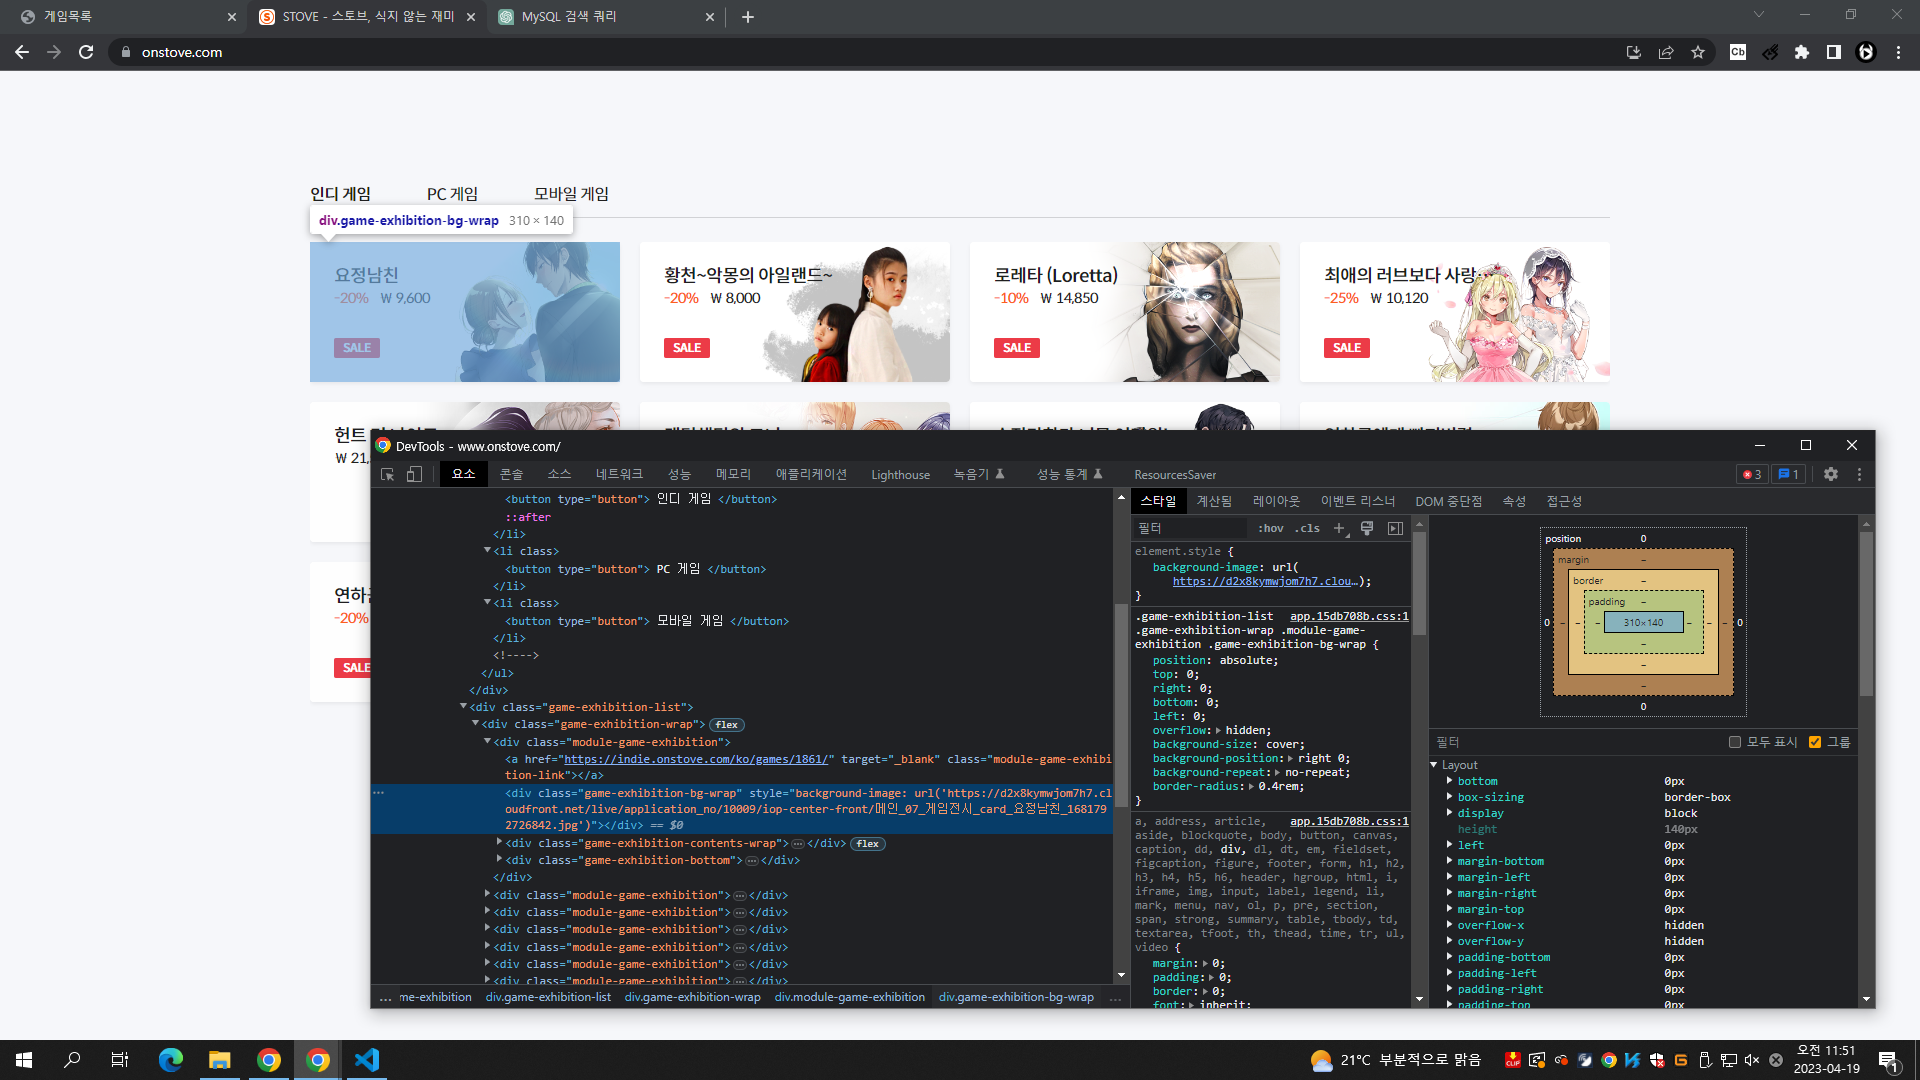 게임목록
STOVE - 스토브, 식지 않는 재미
MySQL 검색 쿼리
onstove.com
Cb
인디 게임
PC 게임
모바일 게임
div.game-exhibition-bg-wrap 310 × 140
요정남친
-20% ₩ 9,600
SALE
황천~악몽의 아일랜드~
-20% ₩ 8,000
SALE
로레타 (Loretta)
-10% ₩ 14,850
SALE
최애의 러브보다 사랑
-25% ₩ 10,120
SALE
헌트
₩ 21,
연하
-20%
SALE
DevTools - www.onstove.com/
요소 콘솔 소스 네트워크 성능 메모리 애플리케이션 Lighthouse 녹음기 성능 통계 ResourcesSaver
3
1
<button type="button"> 인디 게임 </button>
::after
</li>
<li class>
<button type="button"> PC 게임 </button>
</li>
<li class>
<button type="button"> 모바일 게임 </button>
</li>
<!---->
</ul>
</div>
<div class="game-exhibition-list">
<div class="game-exhibition-wrap"> flex
<div class="module-game-exhibition">
<a href="https://indie.onstove.com/ko/games/1861/" target="_blank" class="module-game-exhibi
tion-link"></a>
<div class="game-exhibition-bg-wrap" style="background-image: url('https://d2x8kymwjom7h7.cl
oudfront.net/live/application_no/10009/iop-center-front/메인_07_게임전시_card_요정남친_168179
2726842.jpg')"></div> == $0
<div class="game-exhibition-contents-wrap">…</div> flex
<div class="game-exhibition-bottom">…</div>
</div>
<div class="module-game-exhibition">…</div>
<div class="module-game-exhibition">…</div>
<div class="module-game-exhibition">…</div>
<div class="module-game-exhibition">…</div>
<div class="module-game-exhibition">…</div>
<div class="module-game-exhibition">…</div>
… me-exhibition div.game-exhibition-list div.game-exhibition-wrap div.module-game-exhibition div.game-exhibition-bg-wrap …
스타일 계산됨 레이아웃 이벤트 리스너 DOM 중단점 속성 접근성
필터 :hov .cls
element.style {
background-image: url(
https://d2x8kymwjom7h7.clou…);
}
.game-exhibition-list app.15db708b.css:1
.game-exhibition-wrap .module-game-
exhibition .game-exhibition-bg-wrap {
position: absolute;
top: 0;
right: 0;
bottom: 0;
left: 0;
overflow: hidden;
background-size: cover;
background-position: right 0;
background-repeat: no-repeat;
border-radius: 0.4rem;
}
a, address, article, app.15db708b.css:1
aside, blockquote, body, button, canvas,
caption, dd, div, dl, dt, em, fieldset,
figcaption, figure, footer, form, h1, h2,
h3, h4, h5, h6, header, hgroup, html, i,
iframe, img, input, label, legend, li,
mark, menu, nav, ol, p, pre, section,
span, strong, summary, table, tbody, td,
textarea, tfoot, th, thead, time, tr, ul,
video {
margin: 0;
padding: 0;
border: 0;
font: inherit;
position 0
margin -
border -
padding -
0 - - - 310×140 - - - 0
-
-
-
0
필터 모두 표시 그룹
Layout
bottom 0px
box-sizing border-box
display block
height 140px
left 0px
margin-bottom 0px
margin-left 0px
margin-right 0px
margin-top 0px
overflow-x hidden
overflow-y hidden
padding-bottom 0px
padding-left 0px
padding-right 0px
padding-top 0px
21°C 부분적으로 맑음
CLIP
오전 11:51
2023-04-19
1